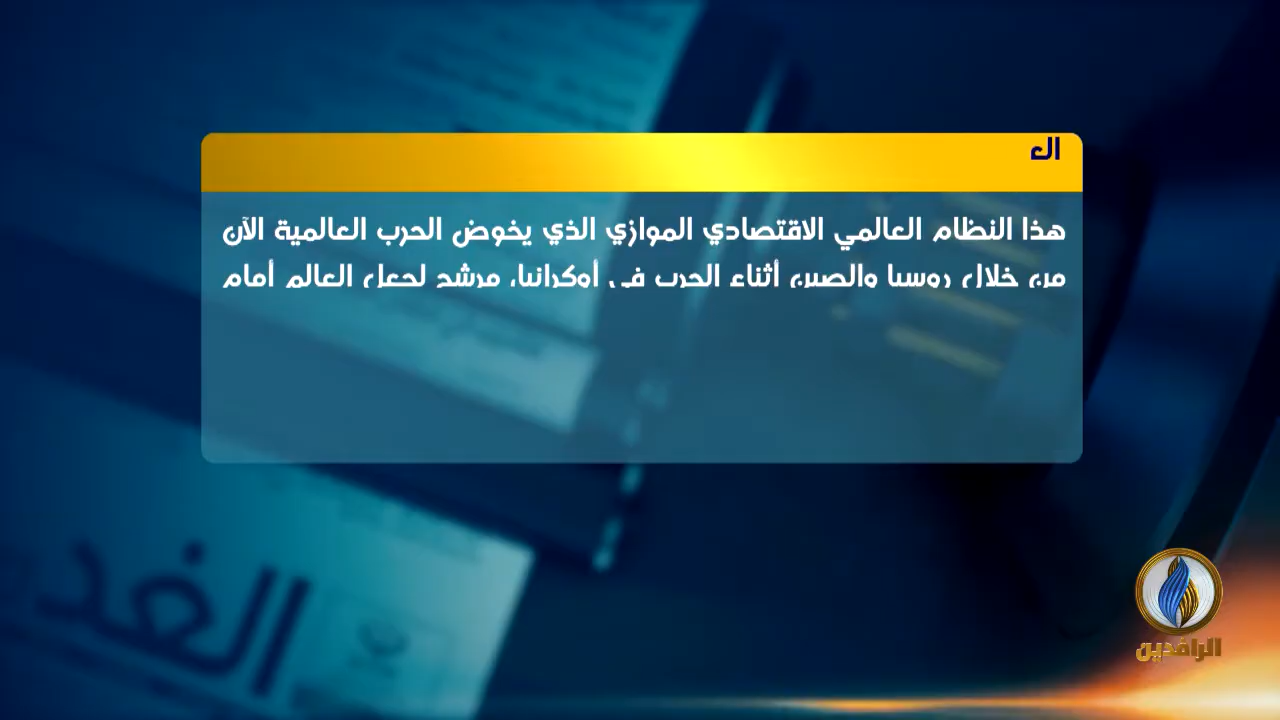 الع
هذا النظام العالمي الاقتصادي الموازي الذي يخوض الحرب العالمية الآن
من خلال روسيا والصين أثناء الحرب في أوكرانيا، مرشح لجعل العالم أمام
الغد
الرافدين